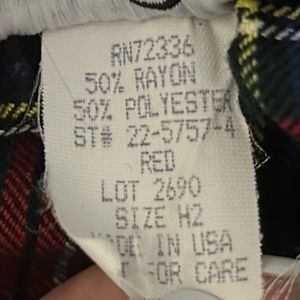 RN72336
50% RAYON
50% POLYESTER
ST# 22-5757-4
RED
LOT 2690
SIZE H2
MADE IN USA
FOR CARE